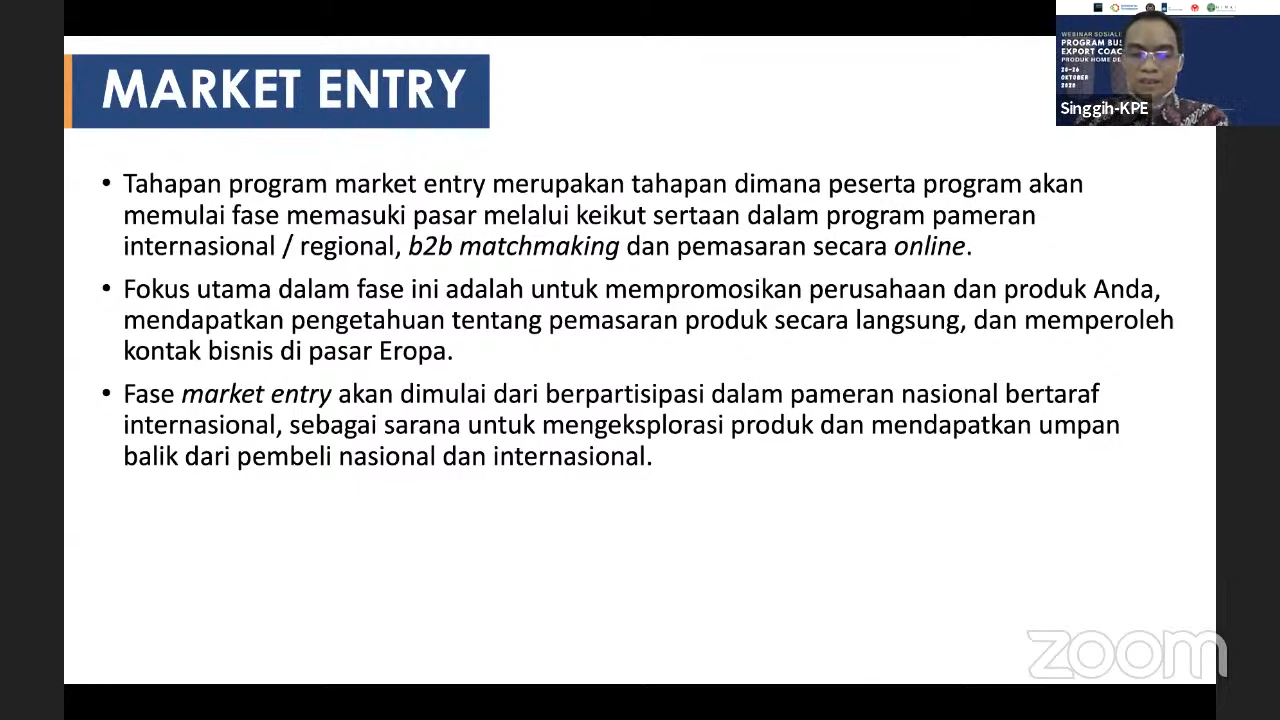 MARKET ENTRY
• Tahapan program market entry merupakan tahapan dimana peserta program akan
memulai fase memasuki pasar melalui keikut sertaan dalam program pameran
internasional / regional, b2b matchmaking dan pemasaran secara online.
• Fokus utama dalam fase ini adalah untuk mempromosikan perusahaan dan produk Anda,
mendapatkan pengetahuan tentang pemasaran produk secara langsung, dan memperoleh
kontak bisnis di pasar Eropa.
• Fase market entry akan dimulai dari berpartisipasi dalam pameran nasional bertaraf
internasional, sebagai sarana untuk mengeksplorasi produk dan mendapatkan umpan
balik dari pembeli nasional dan internasional.
WEBINAR
PROGRAM
EXPORT
PRODUK HOME
20-26
OKTOBER
2020
Singgih-KPE
zoom